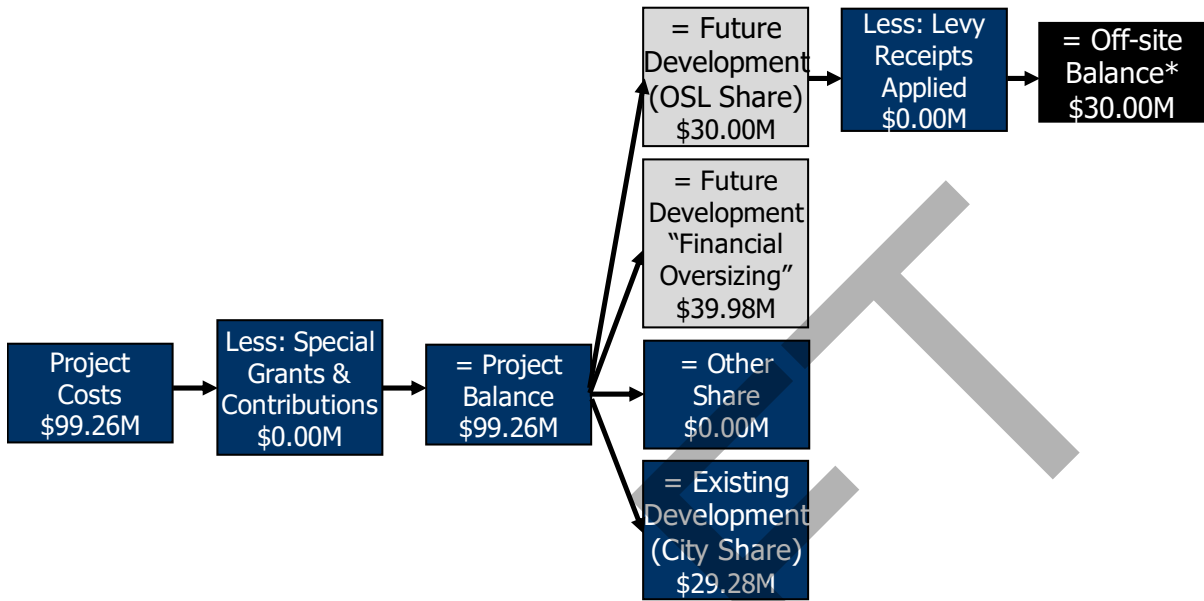 Project
Costs
$99.26M
Less: Special
Grants &
Contributions
$0.00M
= Project
Balance
$99.26M
= Future
Development
(OSL Share)
$30.00M
Less: Levy
Receipts
Applied
$0.00M
= Off-site
Balance*
$30.00M
= Future
Development
“Financial
Oversizing”
$39.98M
= Other
Share
$0.00M
= Existing
Development
(City Share)
$29.28M